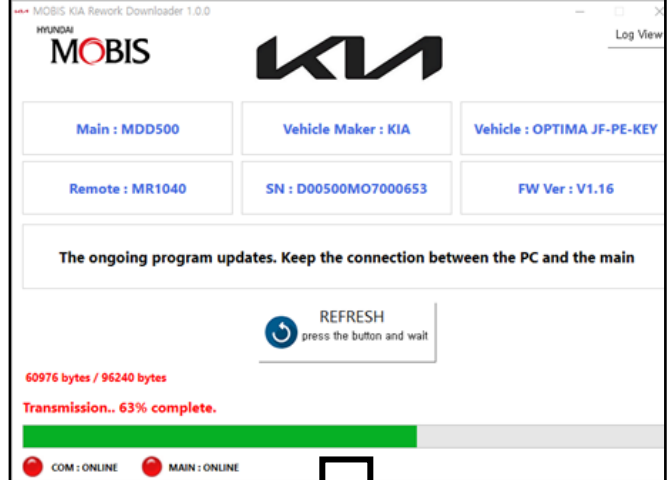 MOBIS KIA Rework Downloader 1.0.0
HYUNDAI
MOBIS
KIA
Log View
Main : MDD500
Vehicle Maker : KIA
Vehicle : OPTIMA JF-PE-KEY
Remote : MR1040
SN : D00500MO7000653
FW Ver : V1.16
The ongoing program updates. Keep the connection between the PC and the main
REFRESH
press the button and wait
60976 bytes / 96240 bytes
Transmission.. 63% complete.
COM : ONLINE
MAIN : ONLINE